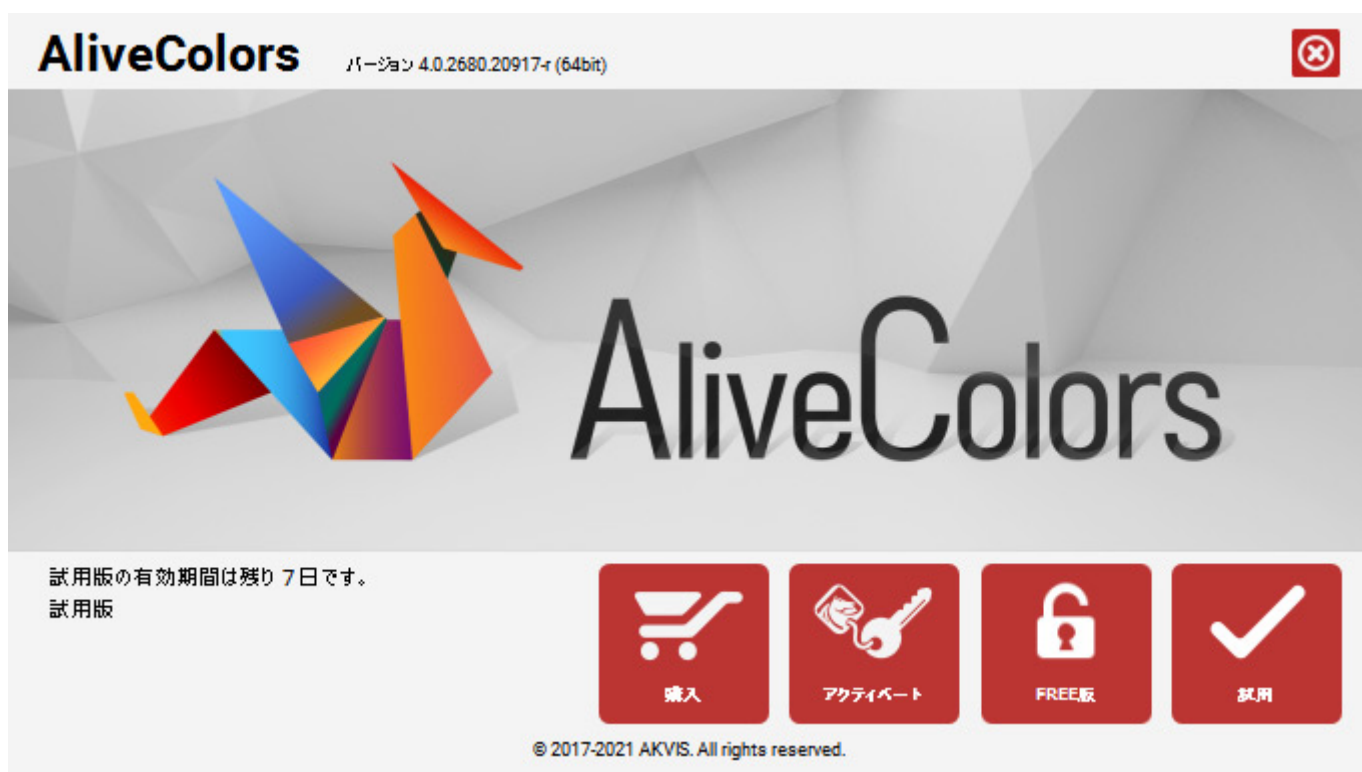 AliveColors バージョン 4.0.2680.20917-r (64bit)
AliveColors
試用版の有効期間は残り 7日です。
試用版
購入 アクティベート FREE版 試用
© 2017-2021 AKVIS. All rights reserved.